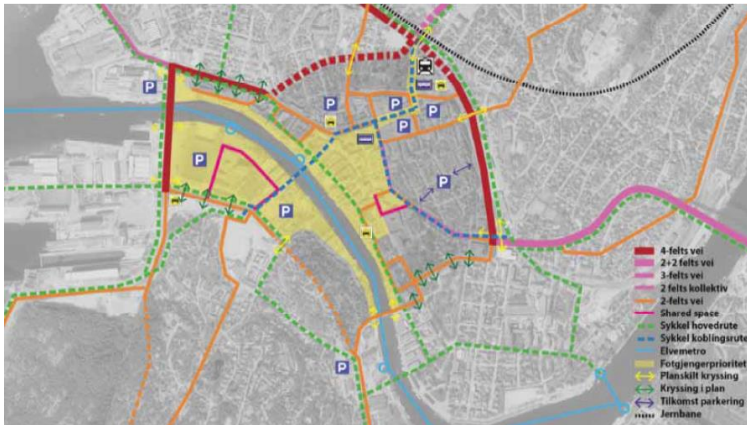 P
P
P
P
P
P
P
P
P
4-felts vei
2+2 felts vei
3-felts vei
2 felts kollektiv
2-felts vei
Shared space
Sykkel hovedrute
Sykkel koblingsrute
Elvemetro
Fotgjengerprioritet
Planskilt kryssing
Kryssing i plan
Tilkomst parkering
Jernbane